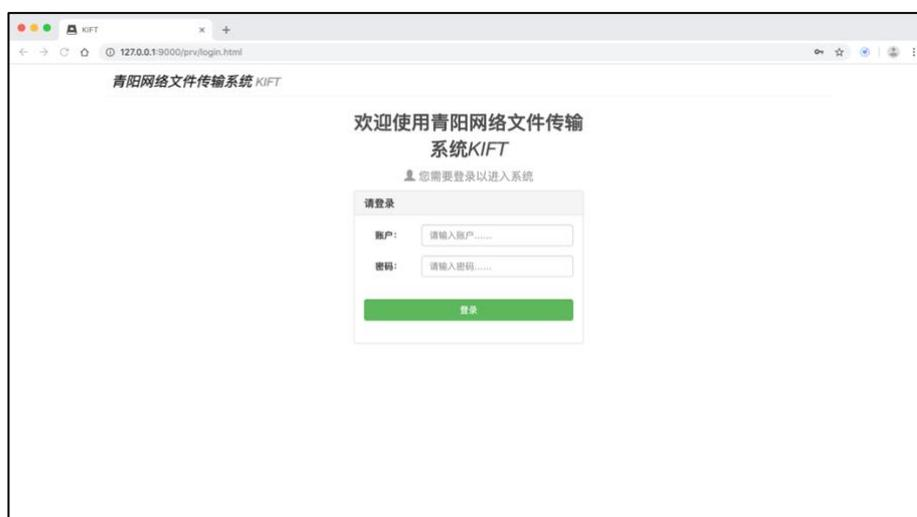 KIFT
127.0.0.1:9000/prv/login.html
青阳网络文件传输系统 KIFT
欢迎使用青阳网络文件传输
系统KIFT
您需要登录以进入系统
请登录
账户：
请输入账户……
密码：
请输入密码……
登录